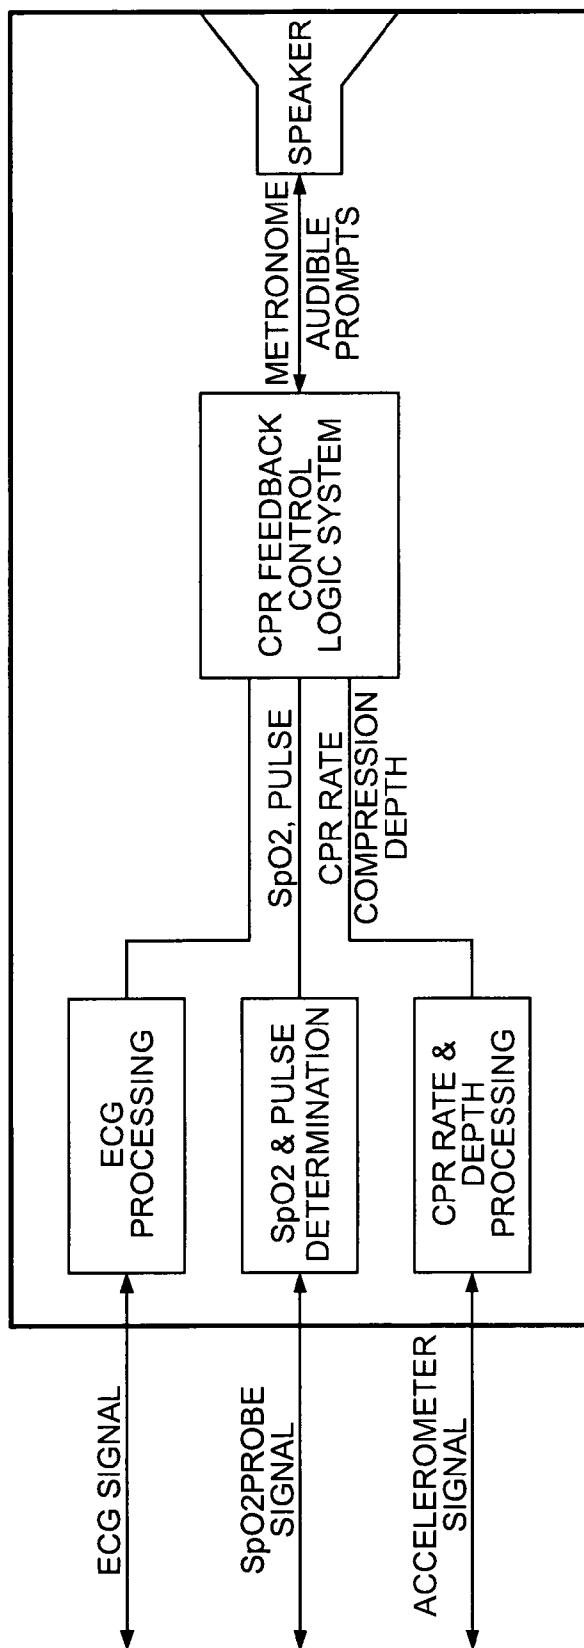 ECG SIGNAL
SpO2PROBE
SIGNAL
ACCELEROMETER
SIGNAL
ECG
PROCESSING
SpO2 & PULSE
DETERMINATION
CPR RATE &
DEPTH
PROCESSING
SpO2, PULSE
CPR RATE
COMPRESSION
DEPTH
CPR FEEDBACK
CONTROL
LOGIC SYSTEM
METRONOME
AUDIBLE
PROMPTS
SPEAKER